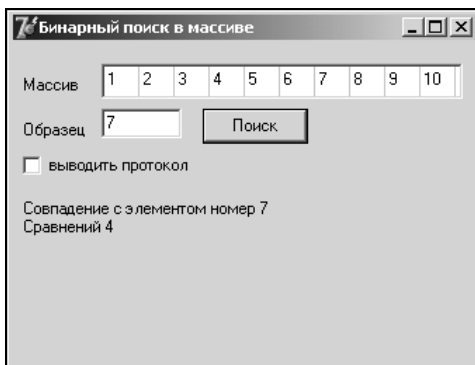 Бинарный поиск в массиве
Массив 1 2 3 4 5 6 7 8 9 10
Образец 7 Поиск
выводить протокол
Совпадение с элементом номер 7
Сравнений 4